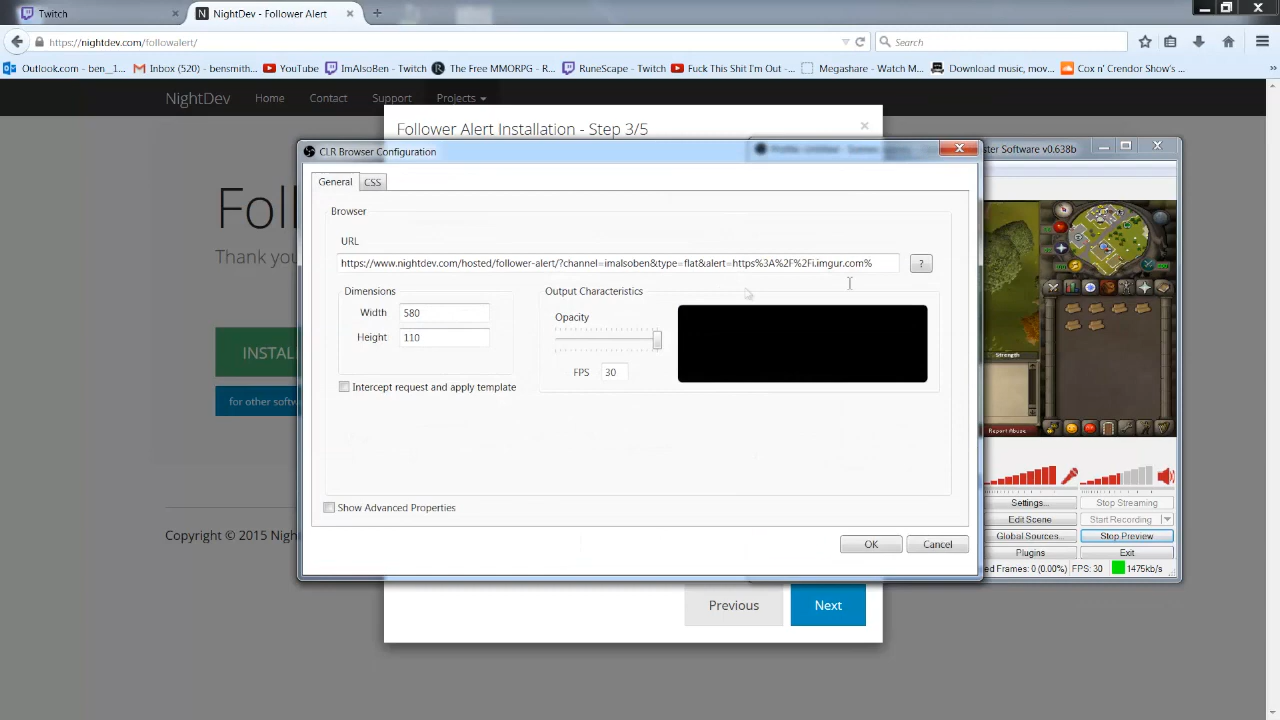 Twitch
NightDev - Follower Alert
https://nightdev.com/followalert/
Search
Outlook.com - ben__1...
Inbox (520) - bensmith...
YouTube
ImAlsoBen - Twitch
The Free MMORPG - R...
RuneScape - Twitch
Fuck This Shit I'm Out -...
Megashare - Watch M...
Download music, mov...
Cox n' Crendor Show's...
NightDev
Home
Contact
Support
Projects
Follower Alert Installation - Step 3/5
CLR Browser Configuration
ster Software v0.638b
General
CSS
Browser
URL
https://www.nightdev.com/hosted/follower-alert/?channel=imalsoben&type=flat&alert=https%3A%2F%2Fi.imgur.com%
?
Dimensions
Width 580
Height 110
Intercept request and apply template
Output Characteristics
Opacity
FPS 30
Show Advanced Properties
OK
Cancel
Foll
Thank you
INSTAL
for other softw
Copyright © 2015 Nigh
Strength
Report Abuse
Settings...
Stop Streaming
Edit Scene
Start Recording
Global Sources...
Stop Preview
Plugins
Exit
ed Frames: 0 (0.00%)
FPS: 30
1475kb/s
Previous
Next